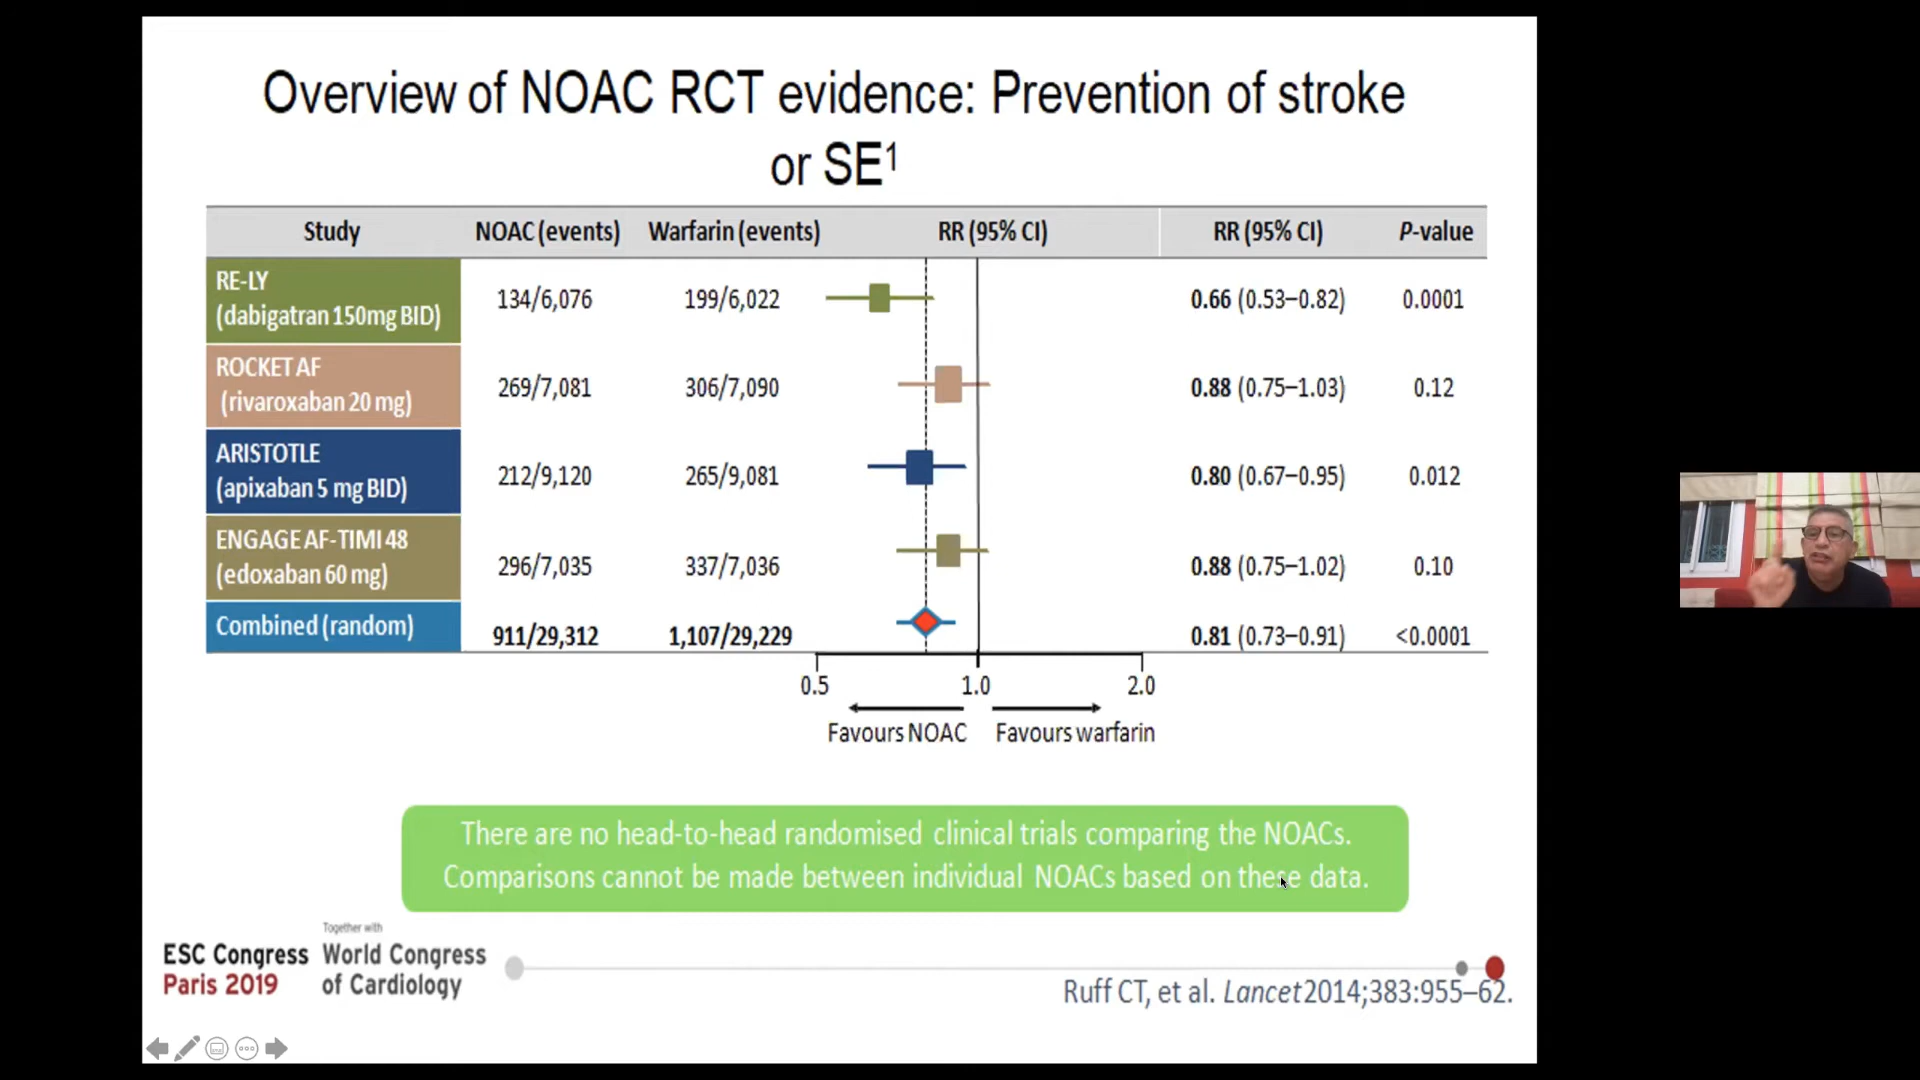 Overview of NOAC RCT evidence: Prevention of stroke
or SE1
Study NOAC (events) Warfarin (events) RR (95% CI) RR (95% CI) P-value
RE-LY
(dabigatran 150mg BID) 134/6,076 199/6,022 0.66 (0.53–0.82) 0.0001
ROCKET AF
(rivaroxaban 20 mg) 269/7,081 306/7,090 0.88 (0.75–1.03) 0.12
ARISTOTLE
(apixaban 5 mg BID) 212/9,120 265/9,081 0.80 (0.67–0.95) 0.012
ENGAGE AF-TIMI 48
(edoxaban 60 mg) 296/7,035 337/7,036 0.88 (0.75–1.02) 0.10
Combined (random) 911/29,312 1,107/29,229 0.81 (0.73–0.91) <0.0001
0.5 1.0 2.0
Favours NOAC Favours warfarin
There are no head-to-head randomised clinical trials comparing the NOACs.
Comparisons cannot be made between individual NOACs based on these data.
Together with
ESC Congress World Congress
Paris 2019 of Cardiology
Ruff CT, et al. Lancet 2014;383:955–62.